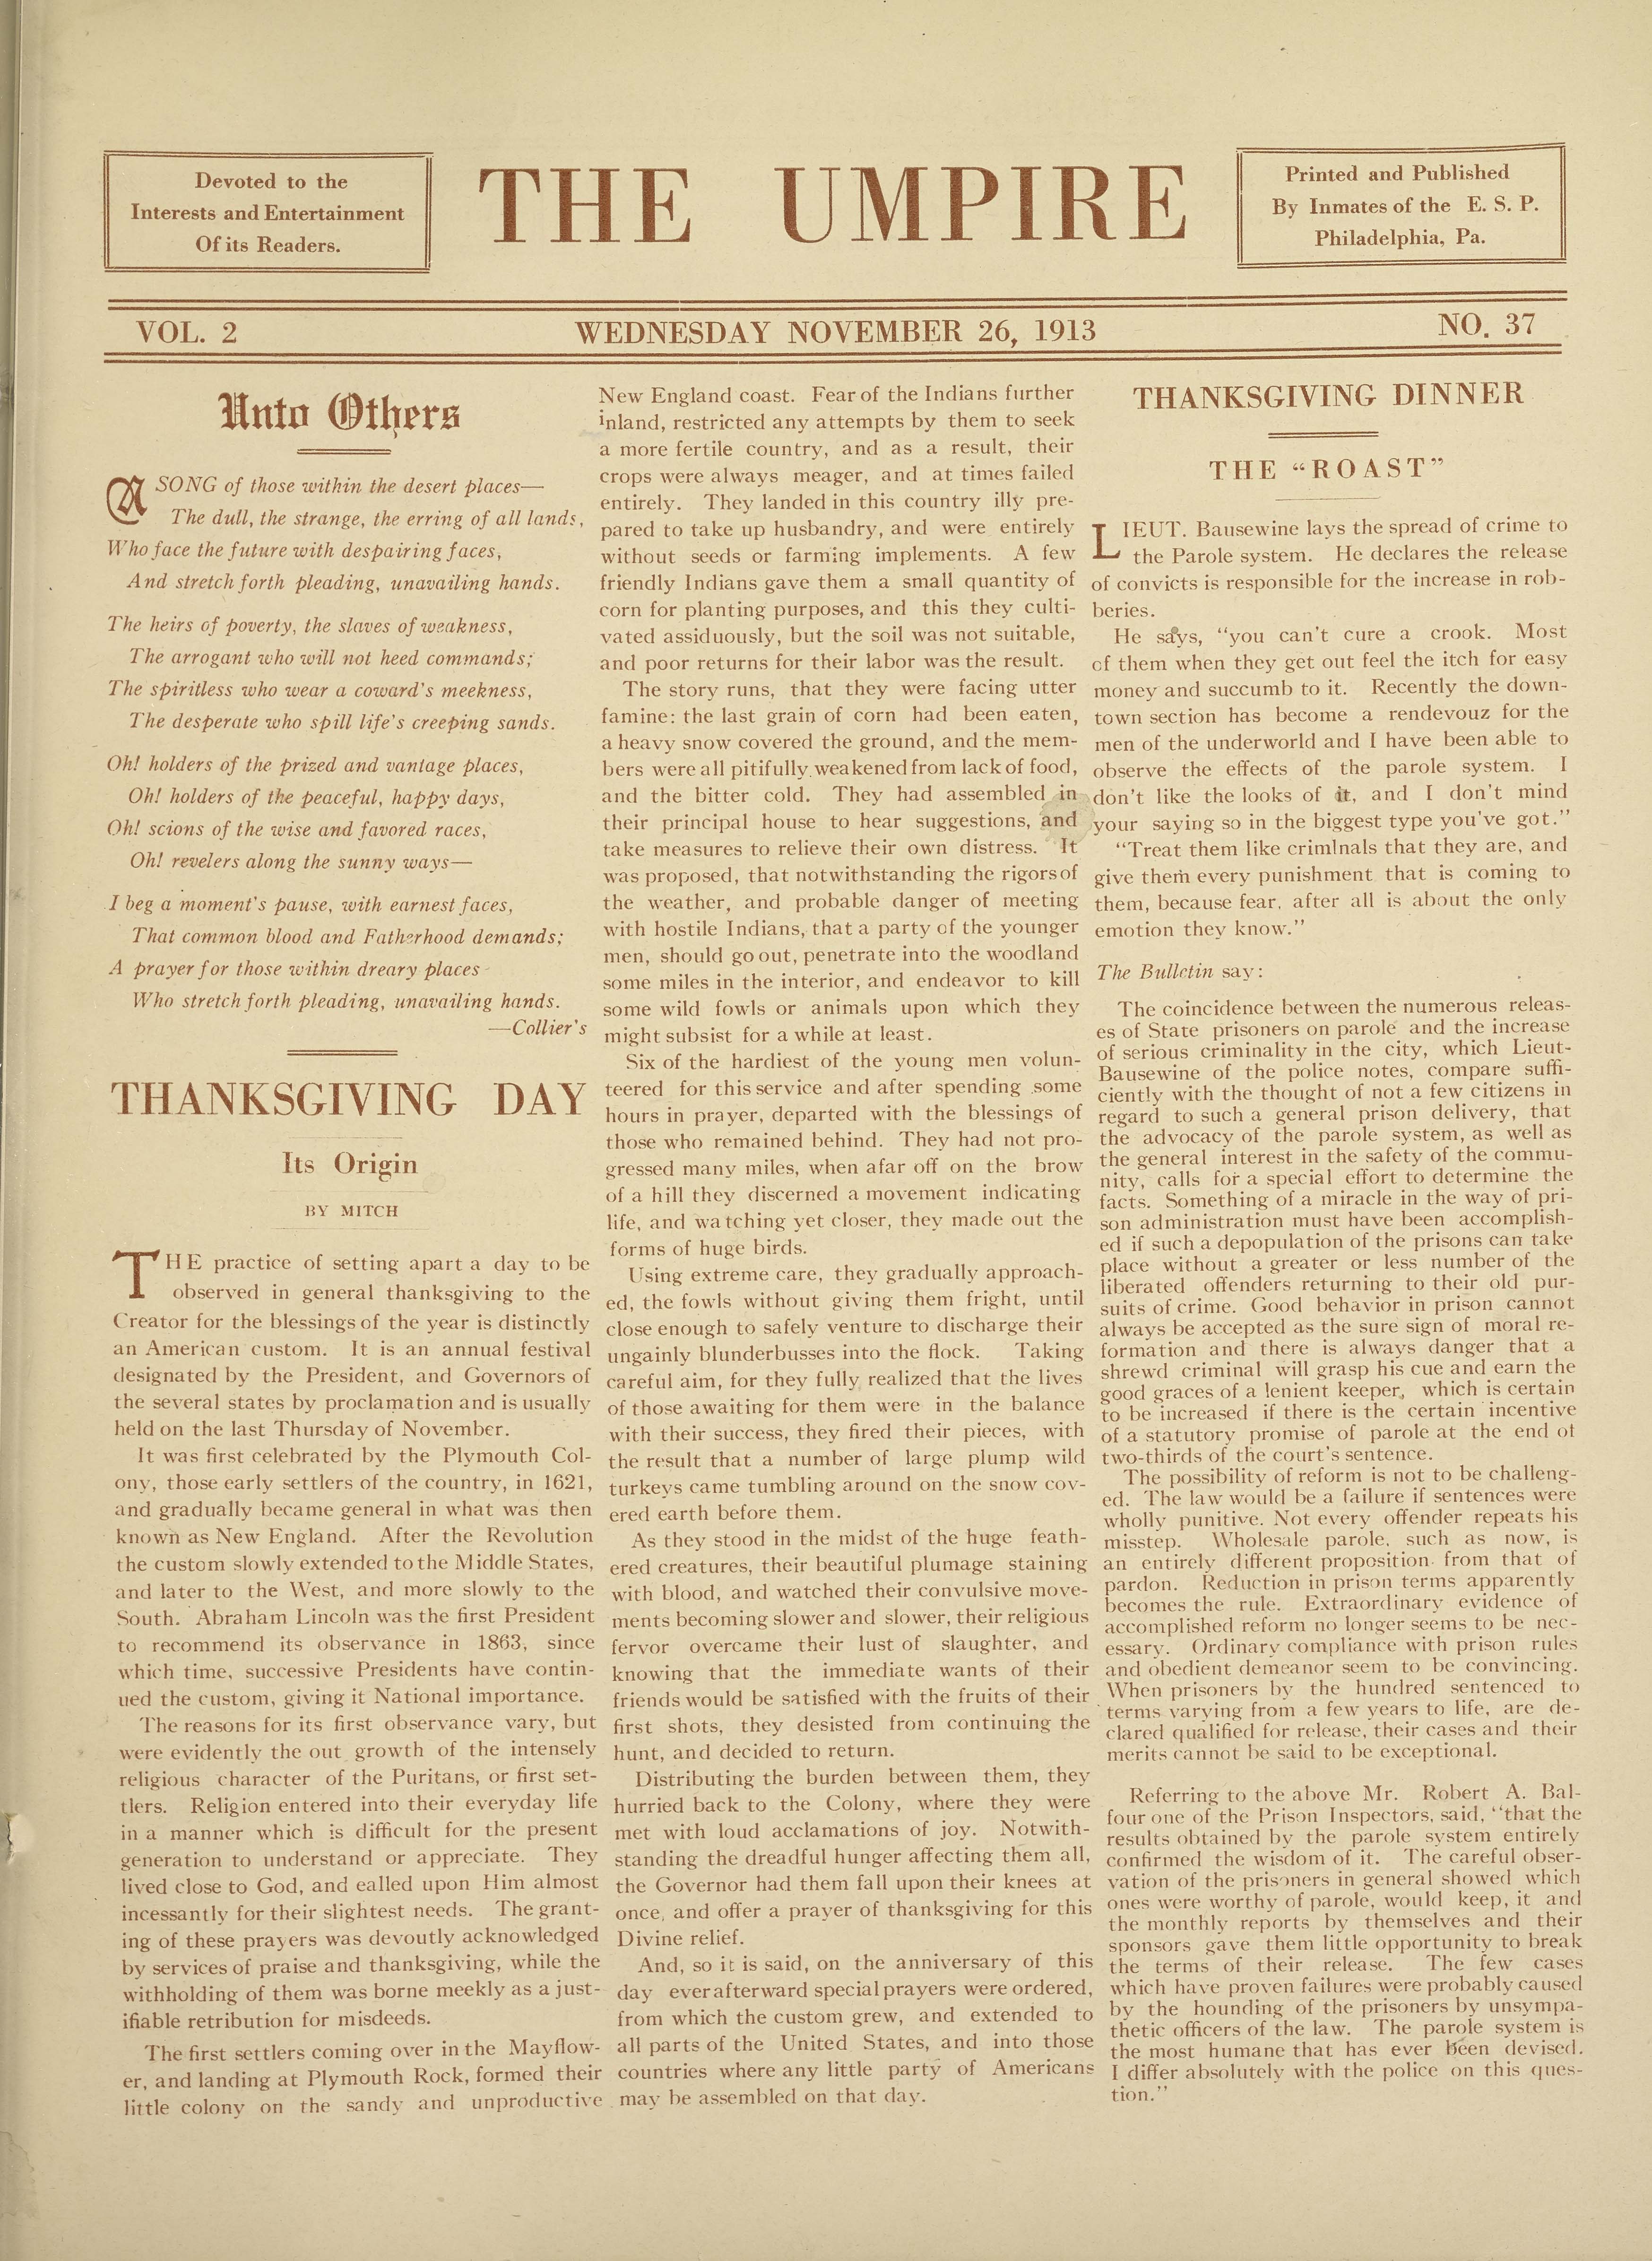 Devoted to the
Interests and Entertainment
Of its Readers.
THE UMPIRE
Printed and Published
By Inmates of the E. S. P.
Philadelphia, Pa.
VOL. 2
WEDNESDAY NOVEMBER 26, 1913
NO. 37
Unto Others
A SONG of those within the desert places—
The dull, the strange, the erring of all lands,
Who face the future with despairing faces,
And stretch forth pleading, unavailing hands.
The heirs of poverty, the slaves of weakness,
The arrogant who will not heed commands;
The spiritless who wear a coward's meekness,
The desperate who spill life's creeping sands.
Oh! holders of the prized and vantage places,
Oh! holders of the peaceful, happy days,
Oh! scions of the wise and favored races,
Oh! revelers along the sunny ways—
I beg a moment's pause, with earnest faces,
That common blood and Fatherhood demands;
A prayer for those within dreary places
Who stretch forth pleading, unavailing hands.
—Collier's
THANKSGIVING DAY
Its Origin
BY MITCH
THE practice of setting apart a day to be
observed in general thanksgiving to the
Creator for the blessings of the year is distinctly
an American custom. It is an annual festival
designated by the President, and Governors of
the several states by proclamation and is usually
held on the last Thursday of November.
It was first celebrated by the Plymouth Col-
ony, those early settlers of the country, in 1621,
and gradually became general in what was then
known as New England. After the Revolution
the custom slowly extended to the Middle States,
and later to the West, and more slowly to the
South. Abraham Lincoln was the first President
to recommend its observance in 1863, since
which time, successive Presidents have contin-
ued the custom, giving it National importance.
The reasons for its first observance vary, but
were evidently the out growth of the intensely
religious character of the Puritans, or first set-
tlers. Religion entered into their everyday life
in a manner which is difficult for the present
generation to understand or appreciate. They
lived close to God, and ealled upon Him almost
incessantly for their slightest needs. The grant-
ing of these prayers was devoutly acknowledged
by services of praise and thanksgiving, while the
withholding of them was borne meekly as a just-
ifiable retribution for misdeeds.
The first settlers coming over in the Mayflow-
er, and landing at Plymouth Rock, formed their
little colony on the sandy and unproductive
New England coast. Fear of the Indians further
inland, restricted any attempts by them to seek
a more fertile country, and as a result, their
crops were always meager, and at times failed
entirely. They landed in this country illy pre-
pared to take up husbandry, and were entirely
without seeds or farming implements. A few
friendly Indians gave them a small quantity of
corn for planting purposes, and this they culti-
vated assiduously, but the soil was not suitable,
and poor returns for their labor was the result.
The story runs, that they were facing utter
famine: the last grain of corn had been eaten,
a heavy snow covered the ground, and the mem-
bers were all pitifully weakened from lack of food,
and the bitter cold. They had assembled in
their principal house to hear suggestions, and
take measures to relieve their own distress. It
was proposed, that notwithstanding the rigors of
the weather, and probable danger of meeting
with hostile Indians, that a party of the younger
men, should go out, penetrate into the woodland
some miles in the interior, and endeavor to kill
some wild fowls or animals upon which they
might subsist for a while at least.
Six of the hardiest of the young men volun-
teered for this service and after spending some
hours in prayer, departed with the blessings of
those who remained behind. They had not pro-
gressed many miles, when afar off on the brow
of a hill they discerned a movement indicating
life, and wa tching yet closer, they made out the
forms of huge birds.
Using extreme care, they gradually approach-
ed, the fowls without giving them fright, until
close enough to safely venture to discharge their
ungainly blunderbusses into the flock. Taking
careful aim, for they fully realized that the lives
of those awaiting for them were in the balance
with their success, they fired their pieces, with
the result that a number of large plump wild
turkeys came tumbling around on the snow cov-
ered earth before them.
As they stood in the midst of the huge feath-
ered creatures, their beautiful plumage staining
with blood, and watched their convulsive move-
ments becoming slower and slower, their religious
fervor overcame their lust of slaughter, and
knowing that the immediate wants of their
friends would be satisfied with the fruits of their
first shots, they desisted from continuing the
hunt, and decided to return.
Distributing the burden between them, they
hurried back to the Colony, where they were
met with loud acclamations of joy. Notwith-
standing the dreadful hunger affecting them all,
the Governor had them fall upon their knees at
once, and offer a prayer of thanksgiving for this
Divine relief.
And, so it is said, on the anniversary of this
day ever afterward special prayers were ordered,
from which the custom grew, and extended to
all parts of the United States, and into those
countries where any little party of Americans
may be assembled on that day.
THANKSGIVING DINNER
THE "ROAST"
LIEUT. Bausewine lays the spread of crime to
the Parole system. He declares the release
of convicts is responsible for the increase in rob-
beries.
He says, "you can't cure a crook. Most
of them when they get out feel the itch for easy
money and succumb to it. Recently the down-
town section has become a rendevouz for the
men of the underworld and I have been able to
observe the effects of the parole system. I
don't like the looks of it, and I don't mind
your saying so in the biggest type you've got."
"Treat them like criminals that they are, and
give them every punishment that is coming to
them, because fear, after all is about the only
emotion they know."
The Bulletin say:
The coincidence between the numerous releas-
es of State prisoners on parole and the increase
of serious criminality in the city, which Lieut-
Bausewine of the police notes, compare suffi-
ciently with the thought of not a few citizens in
regard to such a general prison delivery, that
the advocacy of the parole system, as well as
the general interest in the safety of the commu-
nity, calls for a special effort to determine the
facts. Something of a miracle in the way of pri-
son administration must have been accomplish-
ed if such a depopulation of the prisons can take
place without a greater or less number of the
liberated offenders returning to their old pur-
suits of crime. Good behavior in prison cannot
always be accepted as the sure sign of moral re-
formation and there is always danger that a
shrewd criminal will grasp his cue and earn the
good graces of a lenient keeper, which is certain
to be increased if there is the certain incentive
of a statutory promise of parole at the end of
two-thirds of the court's sentence.
The possibility of reform is not to be challeng-
ed. The law would be a failure if sentences were
wholly punitive. Not every offender repeats his
misstep. Wholesale parole, such as now, is
an entirely different proposition from that of
pardon. Reduction in prison terms apparently
becomes the rule. Extraordinary evidence of
accomplished reform no longer seems to be nec-
essary. Ordinary compliance with prison rules
and obedient demeanor seem to be convincing.
When prisoners by the hundred sentenced to
terms varying from a few years to life, are de-
clared qualified for release, their cases and their
merits cannot be said to be exceptional.
Referring to the above Mr. Robert A. Bal-
four one of the Prison Inspectors, said, "that the
results obtained by the parole system entirely
confirmed the wisdom of it. The careful obser-
vation of the prisoners in general showed which
ones were worthy of parole, would keep, it and
the monthly reports by themselves and their
sponsors gave them little opportunity to break
the terms of their release. The few cases
which have proven failures were probably caused
by the hounding of the prisoners by unsympa-
thetic officers of the law. The parole system is
the most humane that has ever been devised.
I differ absolutely with the police on this ques-
tion."